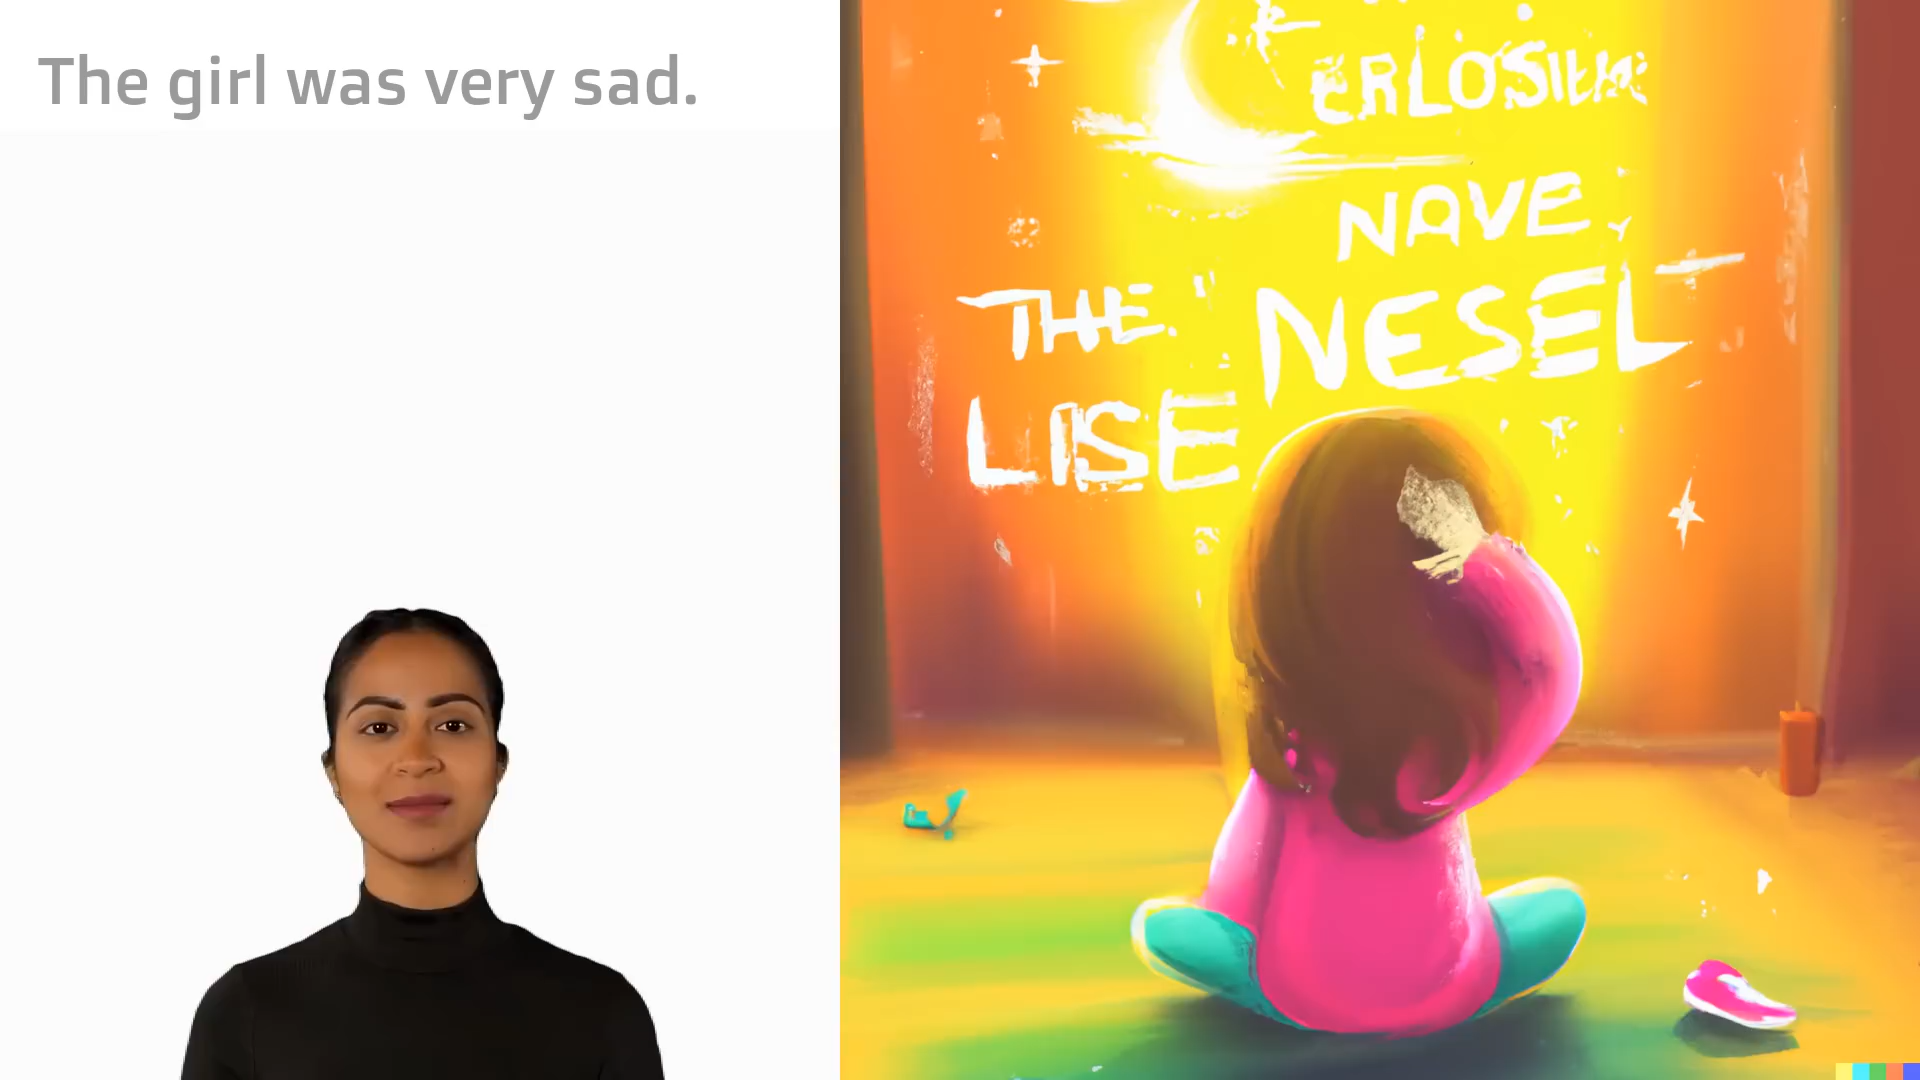 The girl was very sad.
NAVE
THE
NESEL
LISE